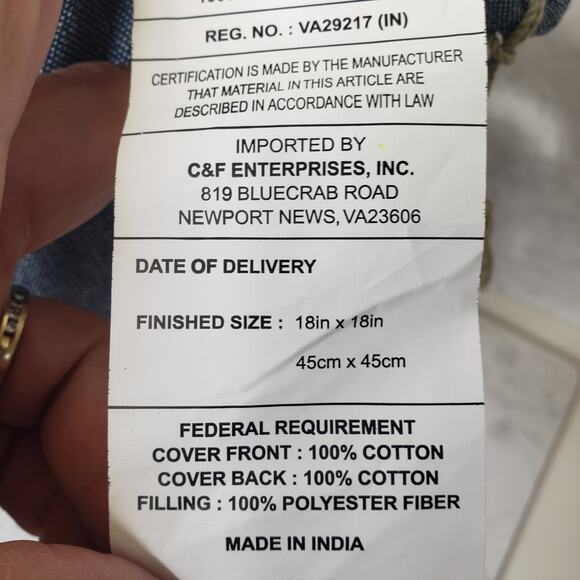 REG. NO. : VA29217 (IN)
CERTIFICATION IS MADE BY THE MANUFACTURER
THAT MATERIAL IN THIS ARTICLE ARE
DESCRIBED IN ACCORDANCE WITH LAW
IMPORTED BY
C&F ENTERPRISES, INC.
819 BLUECRAB ROAD
NEWPORT NEWS, VA23606
DATE OF DELIVERY
FINISHED SIZE : 18in x 18in
45cm x 45cm
FEDERAL REQUIREMENT
COVER FRONT : 100% COTTON
COVER BACK : 100% COTTON
FILLING : 100% POLYESTER FIBER
MADE IN INDIA